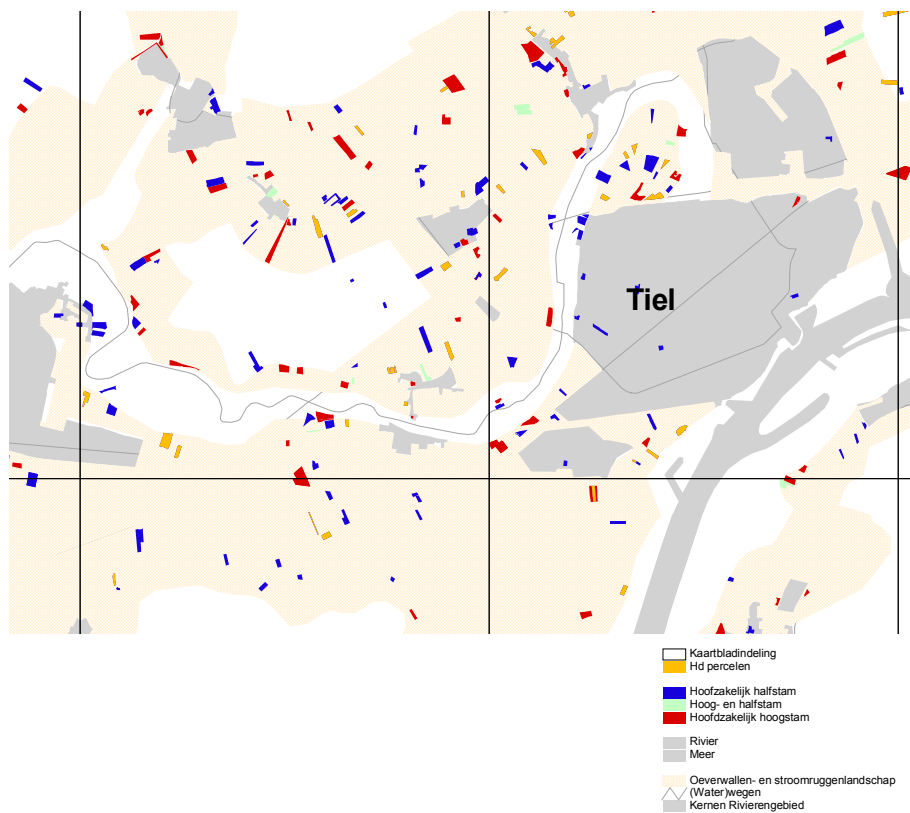 Tiel
Kaartbladindeling
Hd percelen
Hoofzakelijk halfstam
Hoog- en halfstam
Hoofdzakelijk hoogstam
Rivier
Meer
Oeverwallen- en stroomruggenlandschap
(Water)wegen
Kernen Rivierengebied